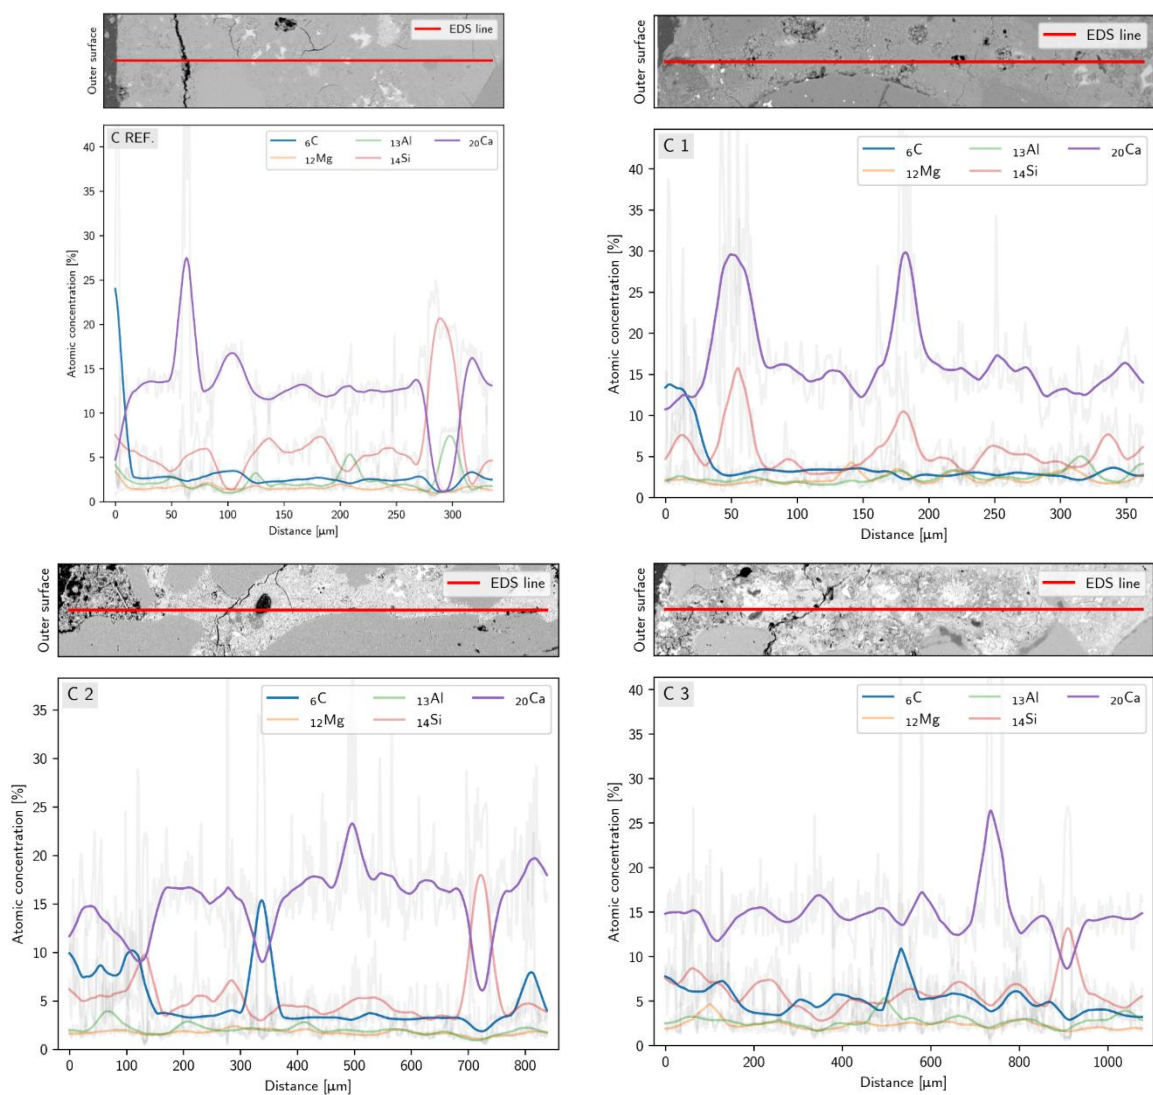 Outer surface
EDS line
C REF.
6C
13Al
20Ca
12Mg
14Si
Atomic concentration [%]
40
35
30
25
20
15
10
5
0
0 50 100 150 200 250 300
Distance [µm]
Outer surface
EDS line
C 1
6C
13Al
20Ca
12Mg
14Si
Atomic concentration [%]
40
35
30
25
20
15
10
5
0
0 50 100 150 200 250 300 350
Distance [µm]
Outer surface
EDS line
C 2
6C
13Al
20Ca
12Mg
14Si
Atomic concentration [%]
35
30
25
20
15
10
5
0
0 100 200 300 400 500 600 700 800
Distance [µm]
Outer surface
EDS line
C 3
6C
13Al
20Ca
12Mg
14Si
Atomic concentration [%]
40
35
30
25
20
15
10
5
0
0 200 400 600 800 1000
Distance [µm]